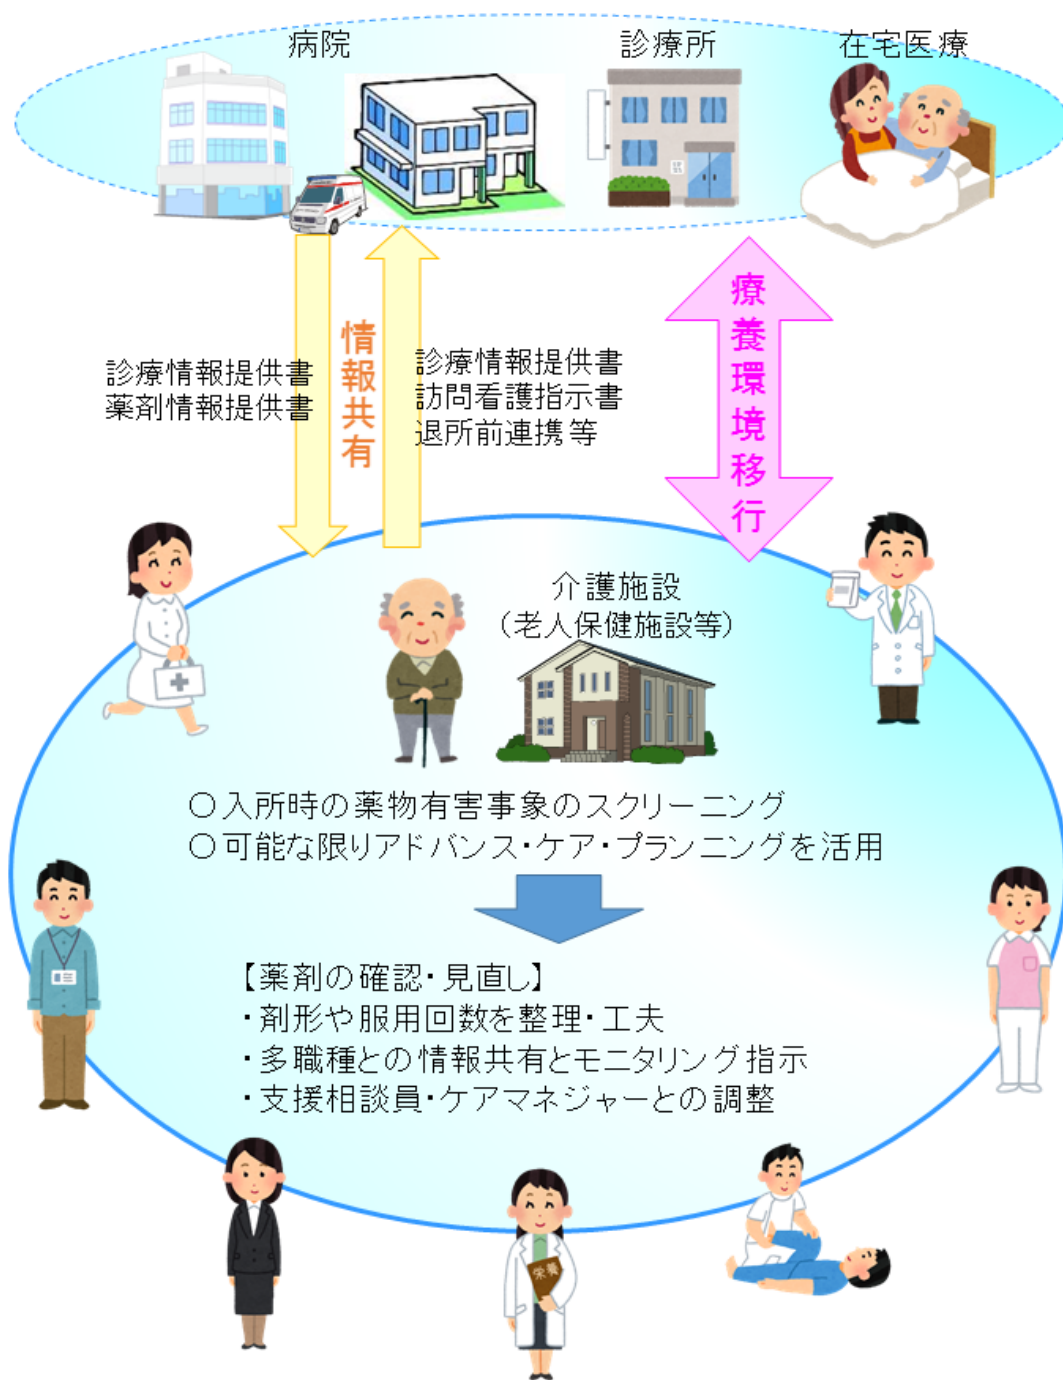 病院
診療所
在宅医療
診療情報提供書
薬剤情報提供書
情報共有
診療情報提供書
訪問看護指示書
退所前連携等
療養環境移行
介護施設
（老人保健施設等）
○入所時の薬物有害事象のスクリーニング
○可能な限りアドバンス・ケア・プランニングを活用
【薬剤の確認・見直し】
・剤形や服用回数を整理・工夫
・多職種との情報共有とモニタリング指示
・支援相談員・ケアマネジャーとの調整
栄養